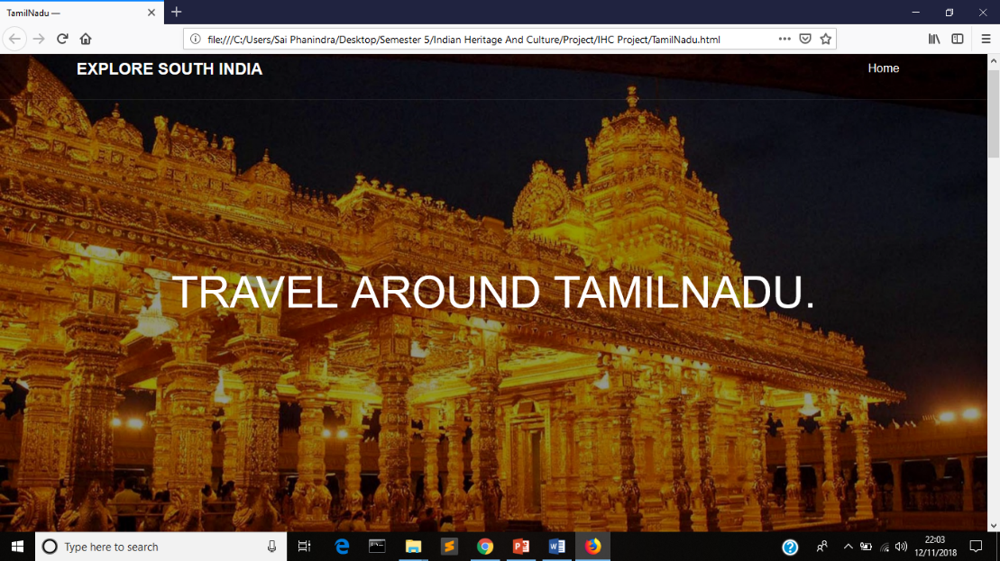 TamilNadu —
file:///C:/Users/Sai Phanindra/Desktop/Semester 5/Indian Heritage And Culture/Project/IHC Project/TamilNadu.html
EXPLORE SOUTH INDIA
Home
TRAVEL AROUND TAMILNADU.
Type here to search
22:03
12/11/2018